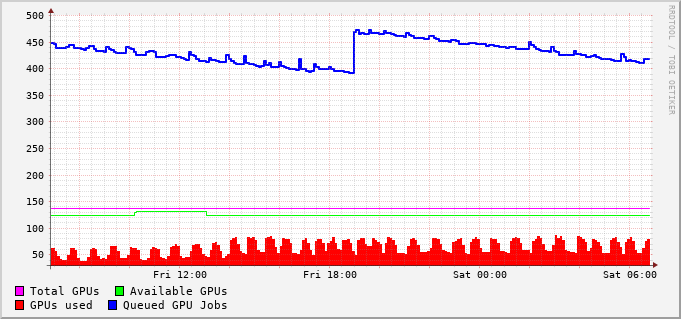 500
450
400
350
300
250
200
150
100
50
Fri 12:00 Fri 18:00 Sat 00:00 Sat 06:00
Total GPUs Available GPUs
GPUs used Queued GPU Jobs
RRDTOOL / TOBI OETIKER